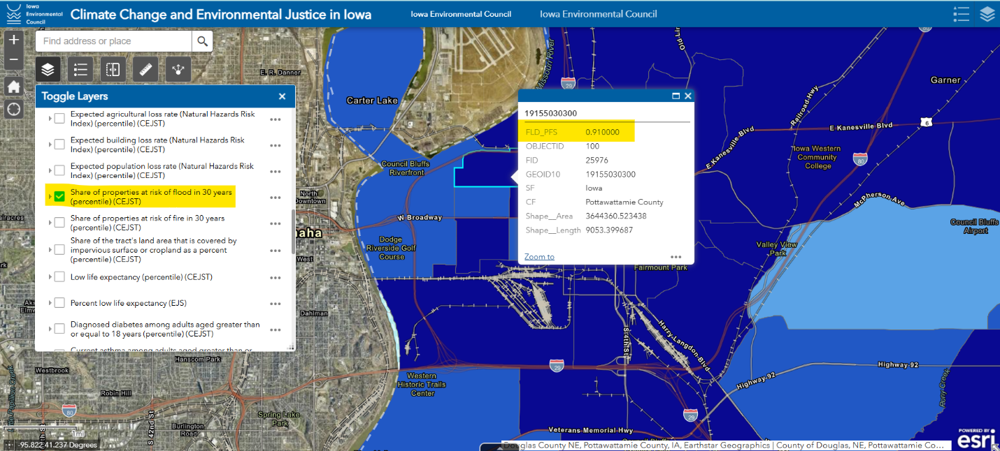 Iowa
Environmental
Council
Climate Change and Environmental Justice in Iowa
Iowa Environmental Council
Iowa Environmental Council
Find address or place
Toggle Layers
Expected agricultural loss rate (Natural Hazards Risk
Index) (percentile) (CEJST)
Expected building loss rate (Natural Hazards Risk
Index) (percentile) (CEJST)
Expected population loss rate (Natural Hazards Risk
Index) (percentile) (CEJST)
Share of properties at risk of flood in 30 years
(percentile) (CEJST)
Share of properties at risk of fire in 30 years
(percentile) (CEJST)
Share of the tract's land area that is covered by
impervious surface or cropland as a percent
(percentile) (CEJST)
Low life expectancy (percentile) (CEJST)
Percent low life expectancy (EJS)
Diagnosed diabetes among adults aged greater than
or equal to 18 years (percentile) (CEJST)
Current asthma among adults aged greater than or
19155030300
FLD_PFS 0.910000
OBJECTID 100
FID 25976
GEOID10 19155030300
SF Iowa
CF Pottawattamie County
Shape__Area 3644360.523438
Shape__Length 9053.399687
Zoom to
E. R. Danner
Carter Lake
Missouri River
29
Garner
Railroad-Hwy
6
E Kanesville Blvd
E Kanesville Blvd
Iowa Western
Community
College
80
Council Bluffs
Riverfront
McPherson Ave
North
Downtown
W Broadway
Council Bluffs
Airport
Dodge
Riverside Golf
Course
Valley View
Park
West
Fairmount Park
Dahlman
S 4th St
Harry-Langdon-Blvd
29
Highway-92
Highway-92
Western
Historic Trails
Center
Pony Creek
Hanscom Park
Westbrook
Robin Hill
80
Spring Lake
Park
29
S 42nd St
Burlington
Road
Veterans Memorial Hwy
1mi
-95.822 41.237 Degrees
Douglas County NE, Pottawattamie County, IA, Earthstar Geographics | County of Douglas, NE, Pottawattamie Co...
POWERED BY
esri